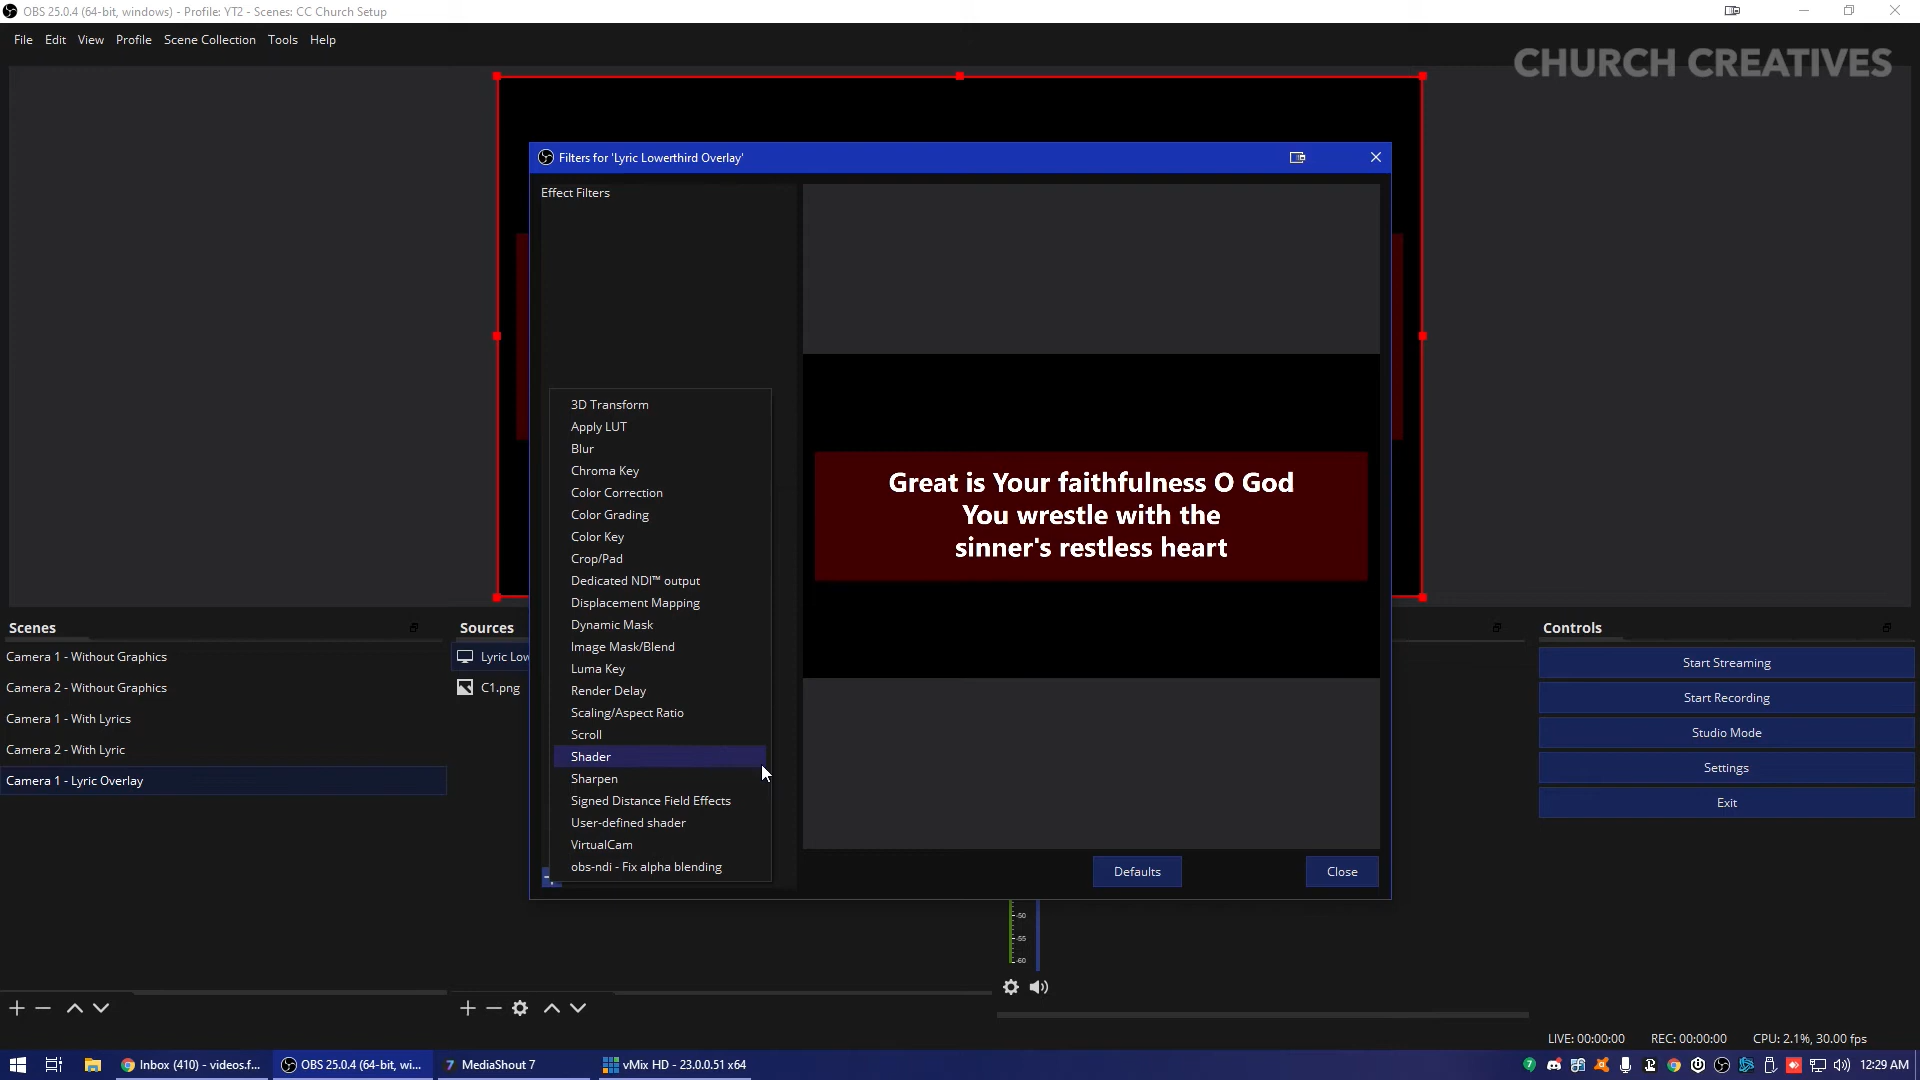 OBS 25.0.4 (64-bit, windows) - Profile: YT2 - Scenes: CC Church Setup
File Edit View Profile Scene Collection Tools Help
CHURCH CREATIVES
Filters for 'Lyric Lowerthird Overlay'
Effect Filters
3D Transform
Apply LUT
Blur
Chroma Key
Color Correction
Color Grading
Color Key
Crop/Pad
Dedicated NDI™ output
Displacement Mapping
Dynamic Mask
Image Mask/Blend
Luma Key
Render Delay
Scaling/Aspect Ratio
Scroll
Shader
Sharpen
Signed Distance Field Effects
User-defined shader
VirtualCam
obs-ndi - Fix alpha blending
Great is Your faithfulness O God
You wrestle with the
sinner's restless heart
Defaults
Close
Scenes
Camera 1 - Without Graphics
Camera 2 - Without Graphics
Camera 1 - With Lyrics
Camera 2 - With Lyric
Camera 1 - Lyric Overlay
Sources
Lyric Low
C1.png
-50
-55
-60
Controls
Start Streaming
Start Recording
Studio Mode
Settings
Exit
LIVE: 00:00:00 REC: 00:00:00 CPU: 2.1%, 30.00 fps
Inbox (410) - videos.f... OBS 25.0.4 (64-bit, wi... 7 MediaShout 7 vMix HD - 23.0.0.51 x64 12:29 AM